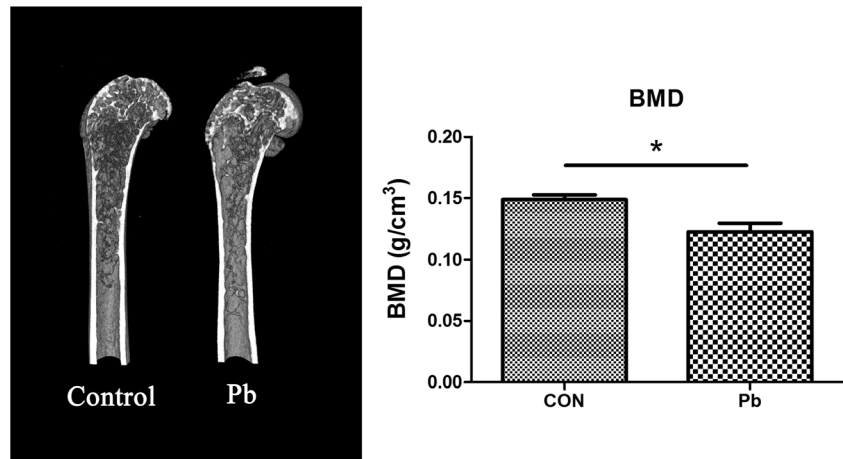 Control
Pb
BMD
BMD (g/cm³)
0.20
0.15
0.10
0.05
0.00
*
CON
Pb